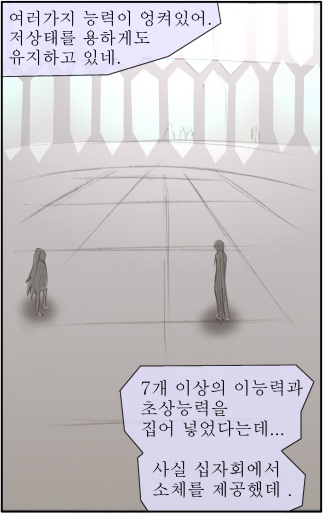 여러가지 능력이 엉켜있어.
저상태를 용하게도
유지하고 있네.
7개 이상의 이능력과
초상능력을
집어 넣었다는데...
사실 십자회에서
소체를 제공했데 .